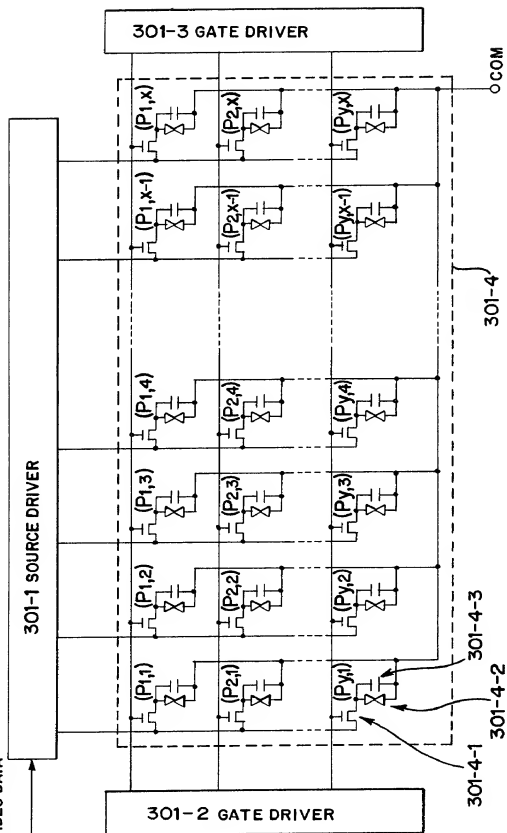 301-3 GATE DRIVER
COM
301-1 SOURCE DRIVER
(P1,x)
(P2,x)
(Py,x)
(P1,x-1)
(P2,x-1)
(Py,x-1)
301-4
(P1,4)
(P2,4)
(Py,4)
(P1,3)
(P2,3)
(Py,3)
(P1,2)
(P2,2)
(Py,2)
(P1,1)
(P2,1)
(Py,1)
301-4-3
301-4-2
301-4-1
301-2 GATE DRIVER